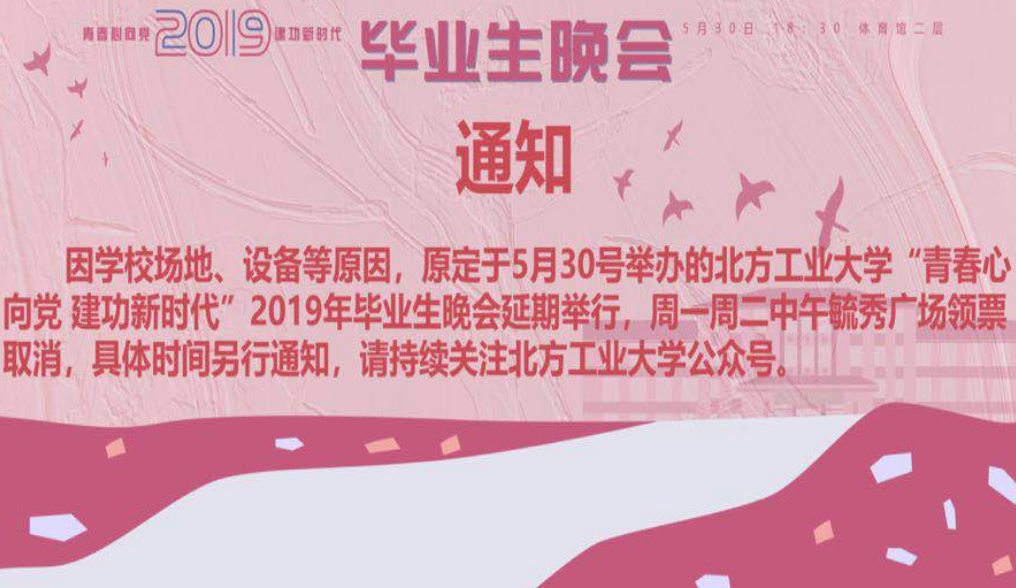 青春心向党 2019 建功新时代 毕业生晚会 5月30日 18:30 体育馆二层
通知
因学校场地、设备等原因，原定于5月30号举办的北方工业大学“青春心
向党 建功新时代”2019年毕业生晚会延期举行，周一周二中午毓秀广场领票
取消，具体时间另行通知，请持续关注北方工业大学公众号。